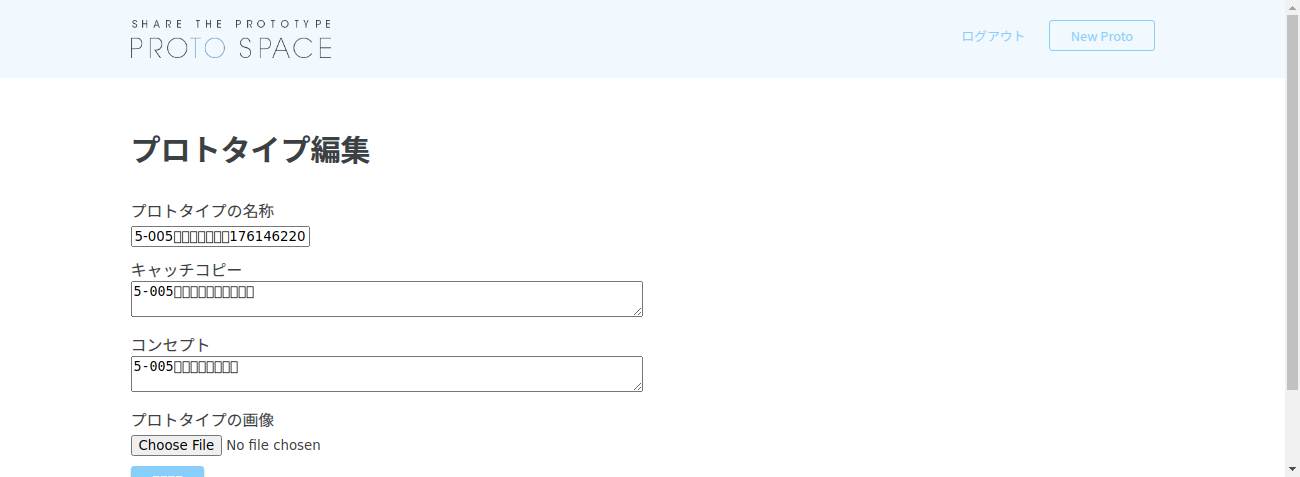 SHARE THE PROTOTYPE
PROTO SPACE
ログアウト
New Proto
プロトタイプ編集
プロトタイプの名称
5-005▯▯▯▯▯▯▯176146220
キャッチコピー
5-005▯▯▯▯▯▯▯▯▯▯
コンセプト
5-005▯▯▯▯▯▯▯▯
プロトタイプの画像
Choose File No file chosen